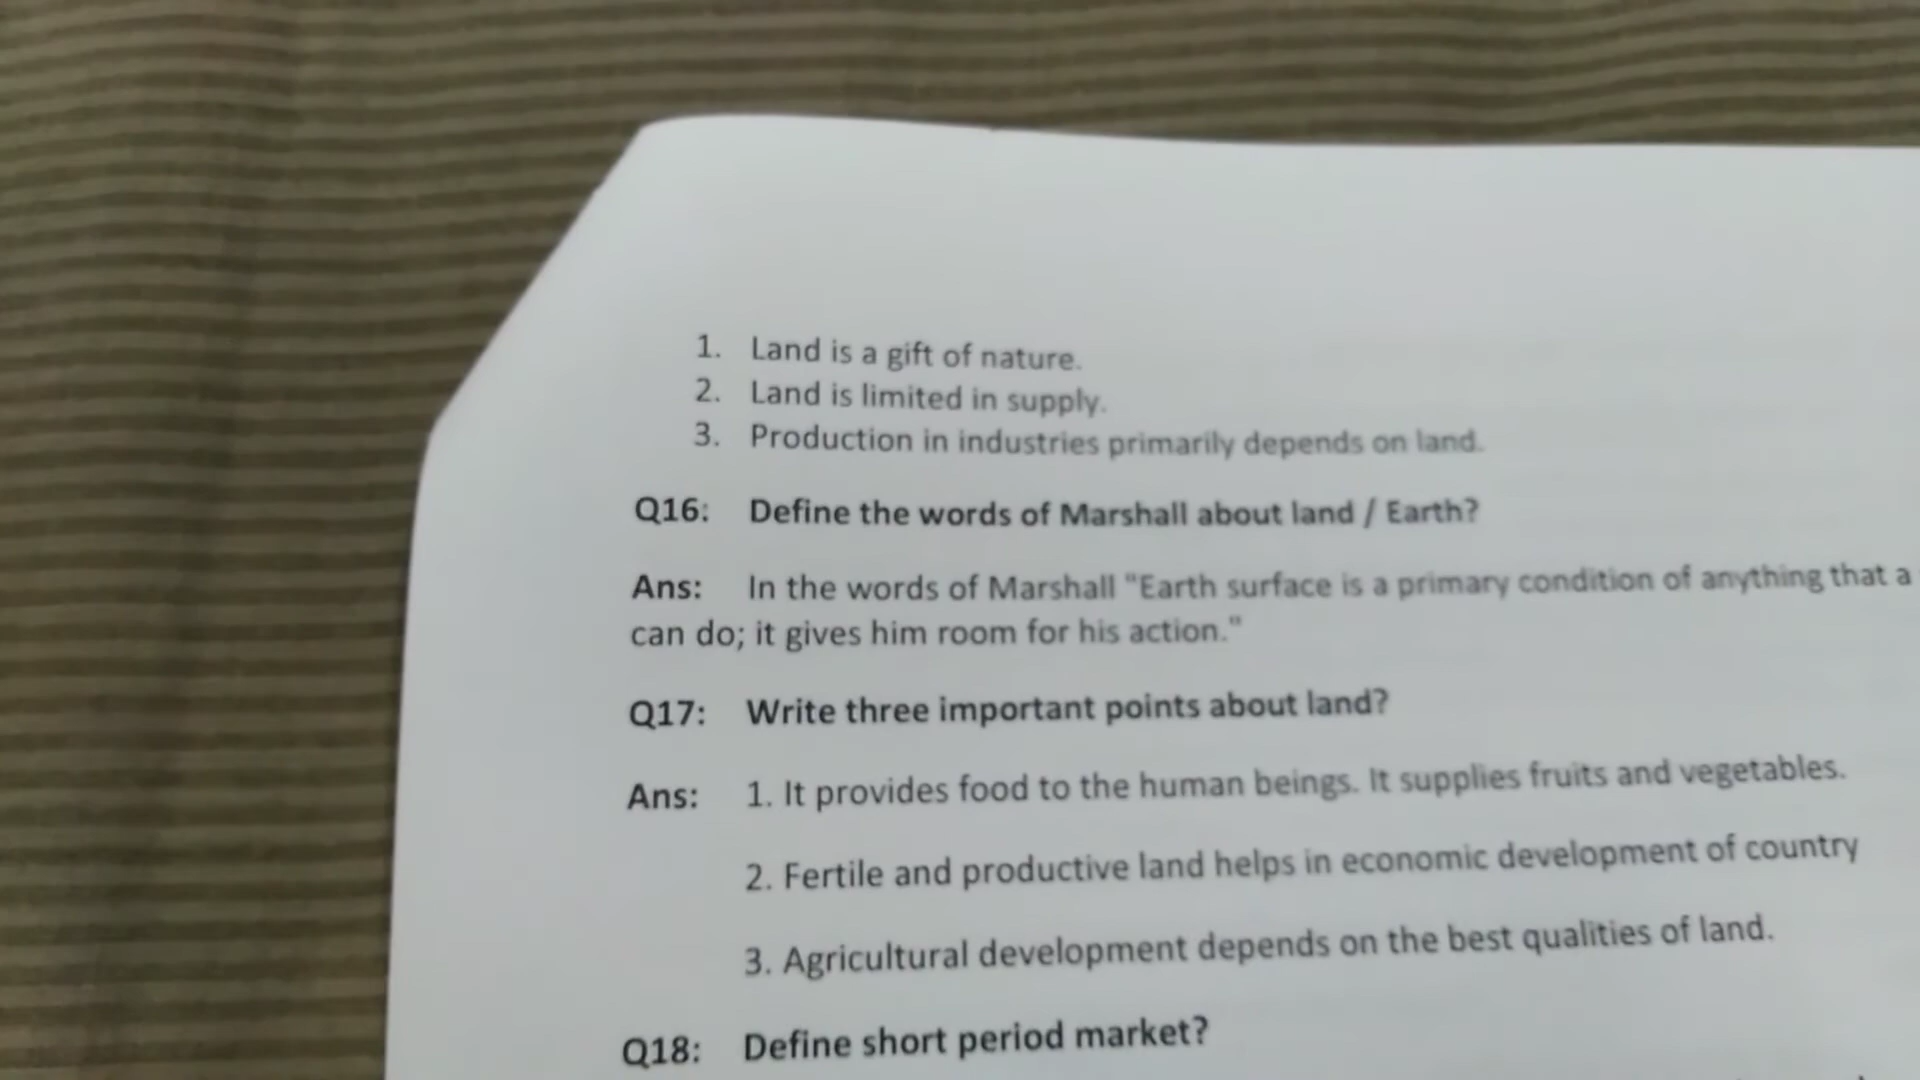 1. Land is a gift of nature.
2. Land is limited in supply.
3. Production in industries primarily depends on land.
Q16: Define the words of Marshall about land / Earth?
Ans: In the words of Marshall "Earth surface is a primary condition of anything that a
can do; it gives him room for his action."
Q17: Write three important points about land?
Ans: 1. It provides food to the human beings. It supplies fruits and vegetables.
2. Fertile and productive land helps in economic development of country
3. Agricultural development depends on the best qualities of land.
Q18: Define short period market?